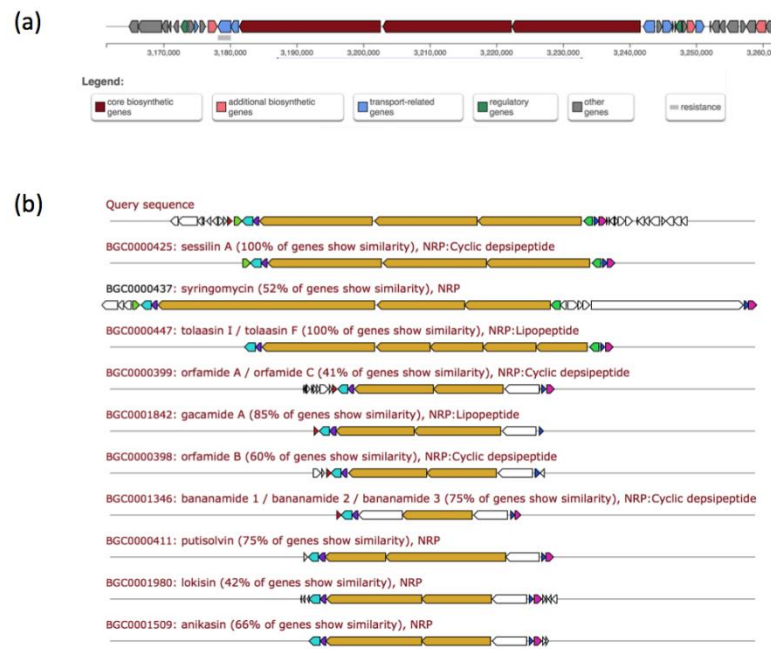 (a)
3,170,000 3,180,000 3,190,000 3,200,000 3,210,000 3,220,000 3,230,000 3,240,000 3,250,000 3,260,0
Legend:
core biosynthetic genes
additional biosynthetic genes
transport-related genes
regulatory genes
other genes
resistance
(b)
Query sequence
BGC0000425: sessilin A (100% of genes show similarity), NRP:Cyclic depsipeptide
BGC0000437: syringomycin (52% of genes show similarity), NRP
BGC0000447: tolaasin I / tolaasin F (100% of genes show similarity), NRP:Lipopeptide
BGC0000399: orfamide A / orfamide C (41% of genes show similarity), NRP:Cyclic depsipeptide
BGC0001842: gacamide A (85% of genes show similarity), NRP:Lipopeptide
BGC0000398: orfamide B (60% of genes show similarity), NRP:Cyclic depsipeptide
BGC0001346: bananamide 1 / bananamide 2 / bananamide 3 (75% of genes show similarity), NRP:Cyclic depsipeptide
BGC0000411: putisolvin (75% of genes show similarity), NRP
BGC0001980: lokisin (42% of genes show similarity), NRP
BGC0001509: anikasin (66% of genes show similarity), NRP